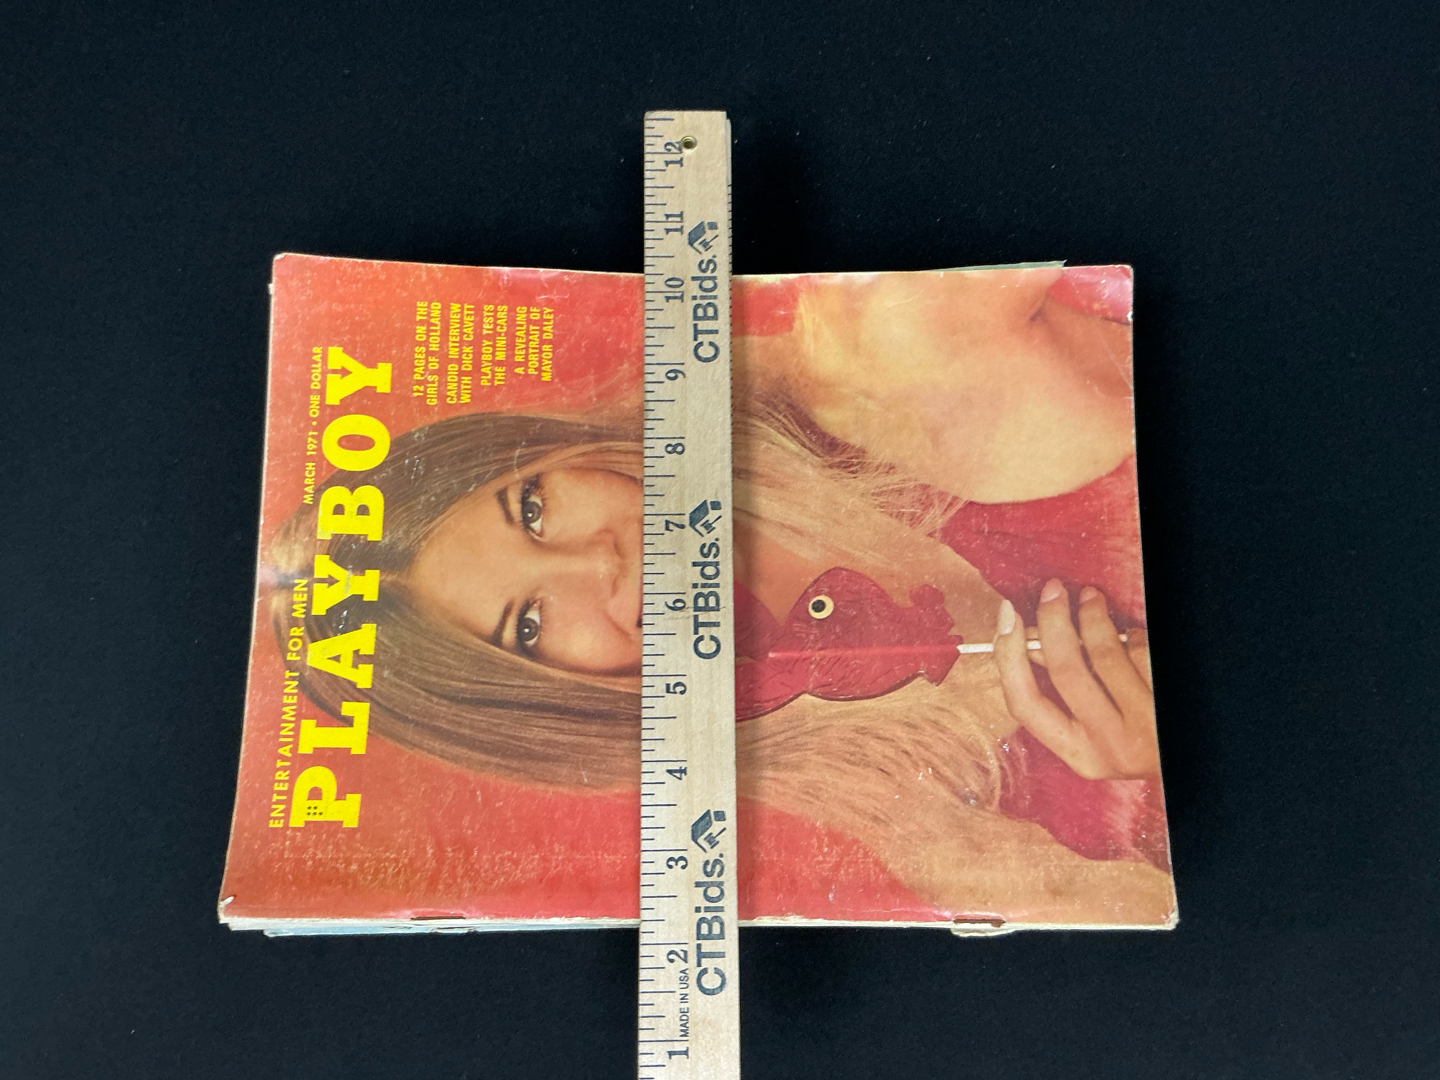 ENTERTAINMENT FOR MEN
MARCH 1971 • ONE DOLLAR
PLAYBOY
12 PAGES ON THE
GIRLS OF HOLLAND
CANDID INTERVIEW
WITH DICK CAVETT
PLAYBOY TESTS
THE MINI-CARS
A REVEALING
PORTRAIT OF
MAYOR DALEY
1 2 3 4 5 6 7 8 9 10 11 12
MADE IN USA
CTBids. CTBids. CTBids.